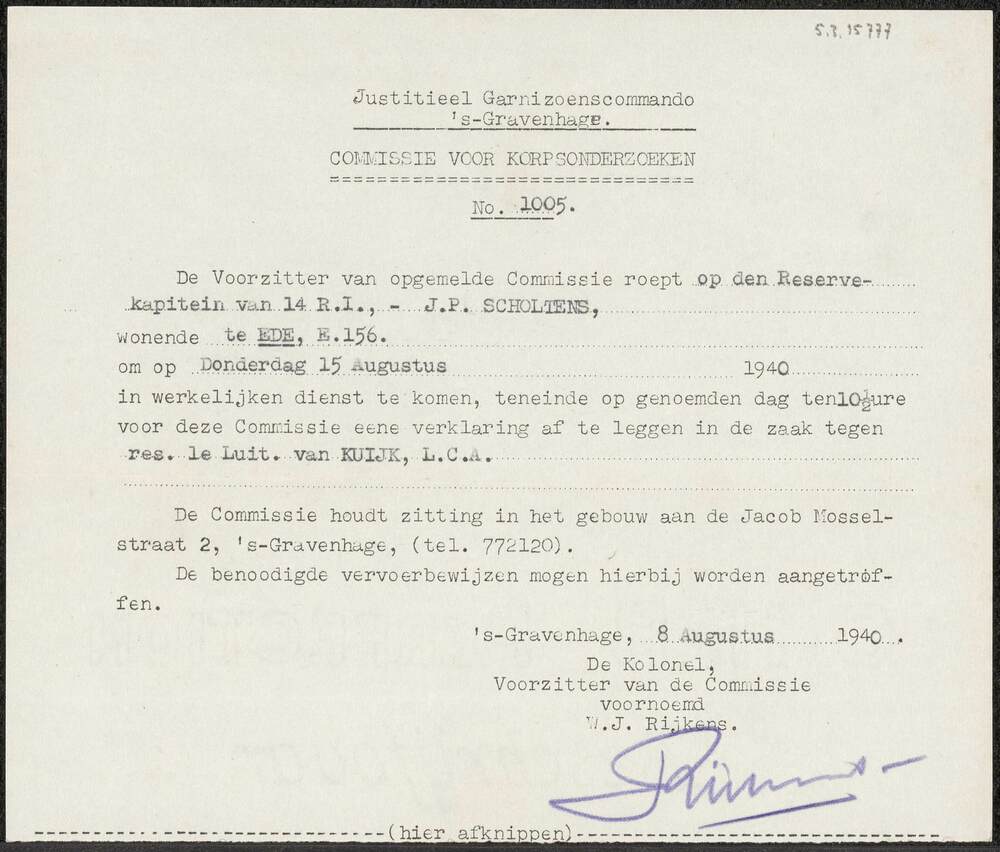 5.3.15777
Justitieel Garnizoenscommando
's-Gravenhage.
COMMISSIE VOOR KORPSONDERZOEKEN
===============================
No. 1005.
De Voorzitter van opgemelde Commissie roept op den Reserve-
kapitein van 14 R.I., - J.P. SCHOLTENS,
wonende te EDE, E.156.
om op Donderdag 15 Augustus 1940
in werkelijken dienst te komen, teneinde op genoemden dag ten 10½ ure
voor deze Commissie eene verklaring af te leggen in de zaak tegen
res. 1e Luit. van KUIJK, L.C.A.
De Commissie houdt zitting in het gebouw aan de Jacob Mossel-
straat 2, 's-Gravenhage, (tel. 772120).
De benoodigde vervoerbewijzen mogen hierbij worden aangetrof-
fen.
's-Gravenhage, 8 Augustus 1940.
De Kolonel,
Voorzitter van de Commissie
voornoemd
W.J. Rijkens.
(hier afknippen)